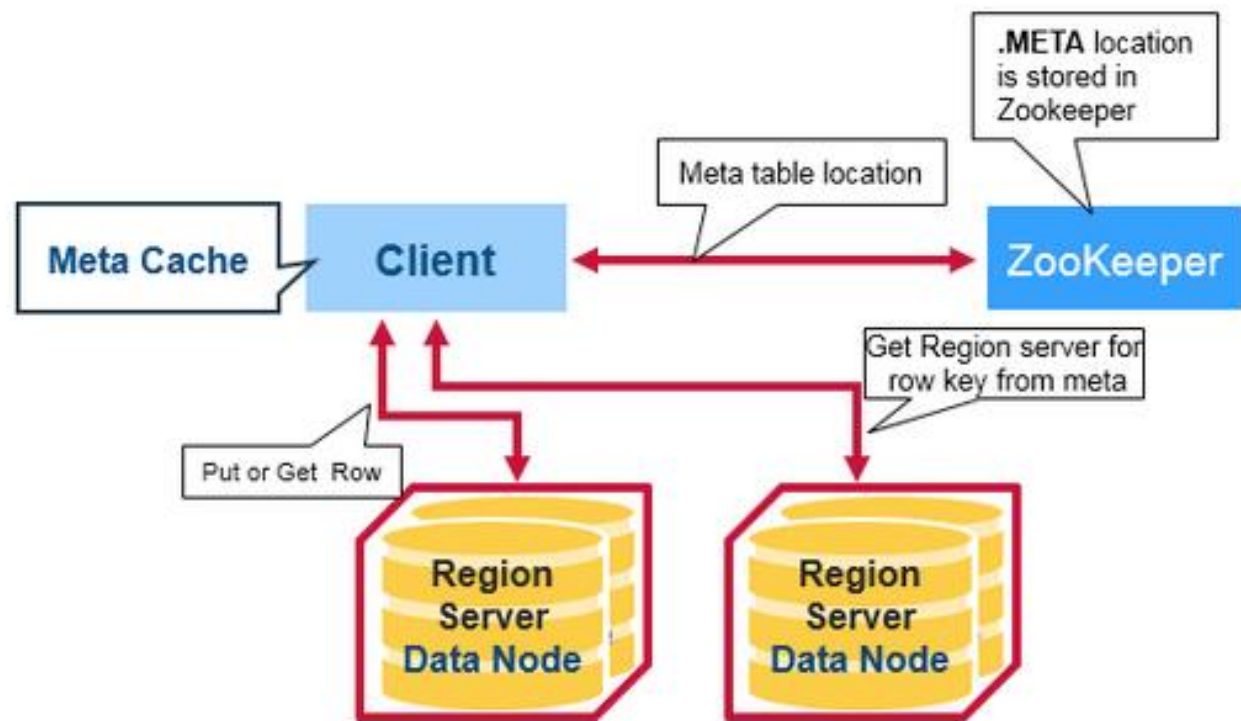 .META location
is stored in
Zookeeper
Meta table location
Meta Cache
Client
ZooKeeper
Get Region server for
row key from meta
Put or Get Row
Region
Server
Data Node
Region
Server
Data Node